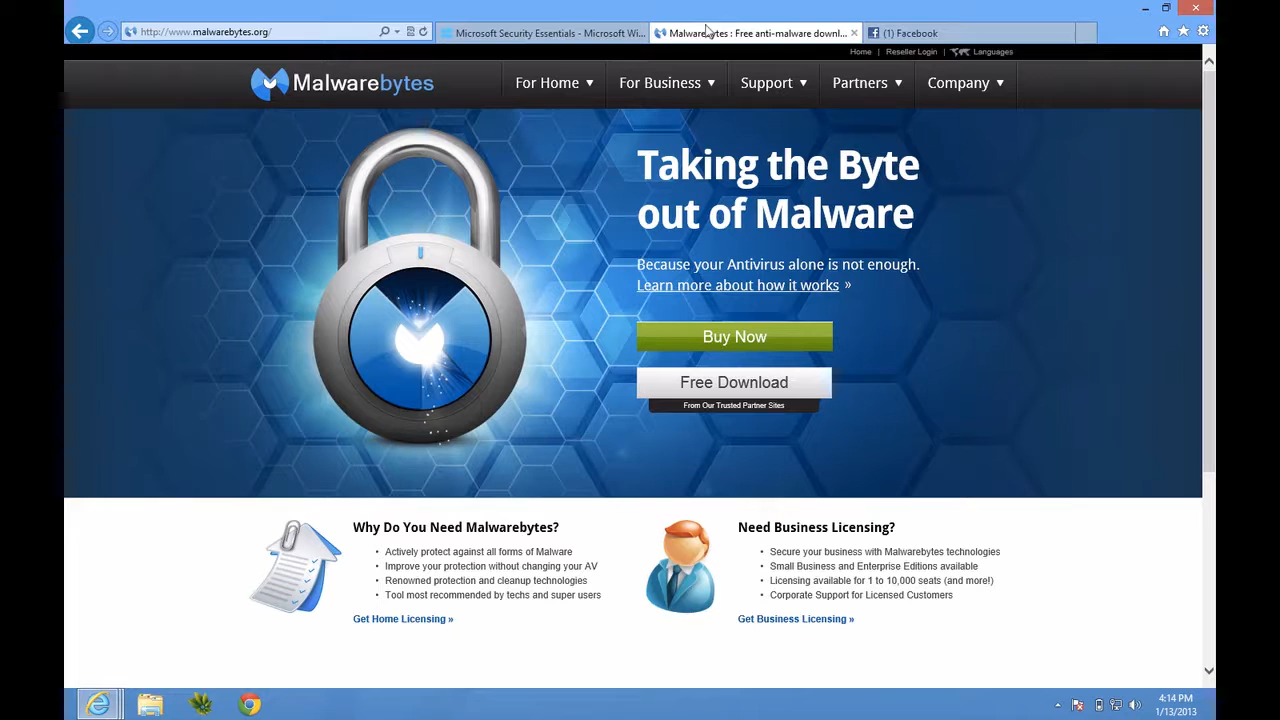 http://www.malwarebytes.org/
Microsoft Security Essentials - Microsoft Wi...
Malwarebytes : Free anti-malware downl...
(1) Facebook
Home | Reseller Login | Languages
Malwarebytes
For Home ▼
For Business ▼
Support ▼
Partners ▼
Company ▼
Taking the Byte
out of Malware
Because your Antivirus alone is not enough.
Learn more about how it works »
Buy Now
Free Download
From Our Trusted Partner Sites
Why Do You Need Malwarebytes?
• Actively protect against all forms of Malware
• Improve your protection without changing your AV
• Renowned protection and cleanup technologies
• Tool most recommended by techs and super users
Get Home Licensing »
Need Business Licensing?
• Secure your business with Malwarebytes technologies
• Small Business and Enterprise Editions available
• Licensing available for 1 to 10,000 seats (and more!)
• Corporate Support for Licensed Customers
Get Business Licensing »
4:14 PM
1/13/2013